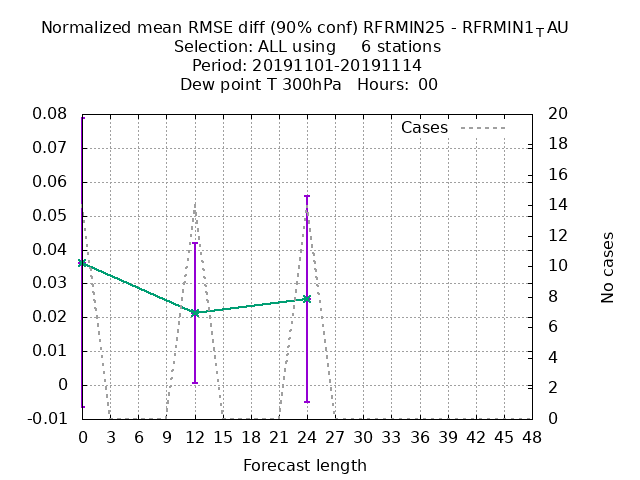 Normalized mean RMSE diff (90% conf) RFRMIN25 - RFRMIN1TAU
Selection: ALL using 6 stations
Period: 20191101-20191114
Dew point T 300hPa Hours: 00
Cases
0.08
0.07
0.06
0.05
0.04
0.03
0.02
0.01
0
-0.01
20
18
16
14
12
10
8
6
4
2
0
No cases
0 3 6 9 12 15 18 21 24 27 30 33 36 39 42 45 48
Forecast length